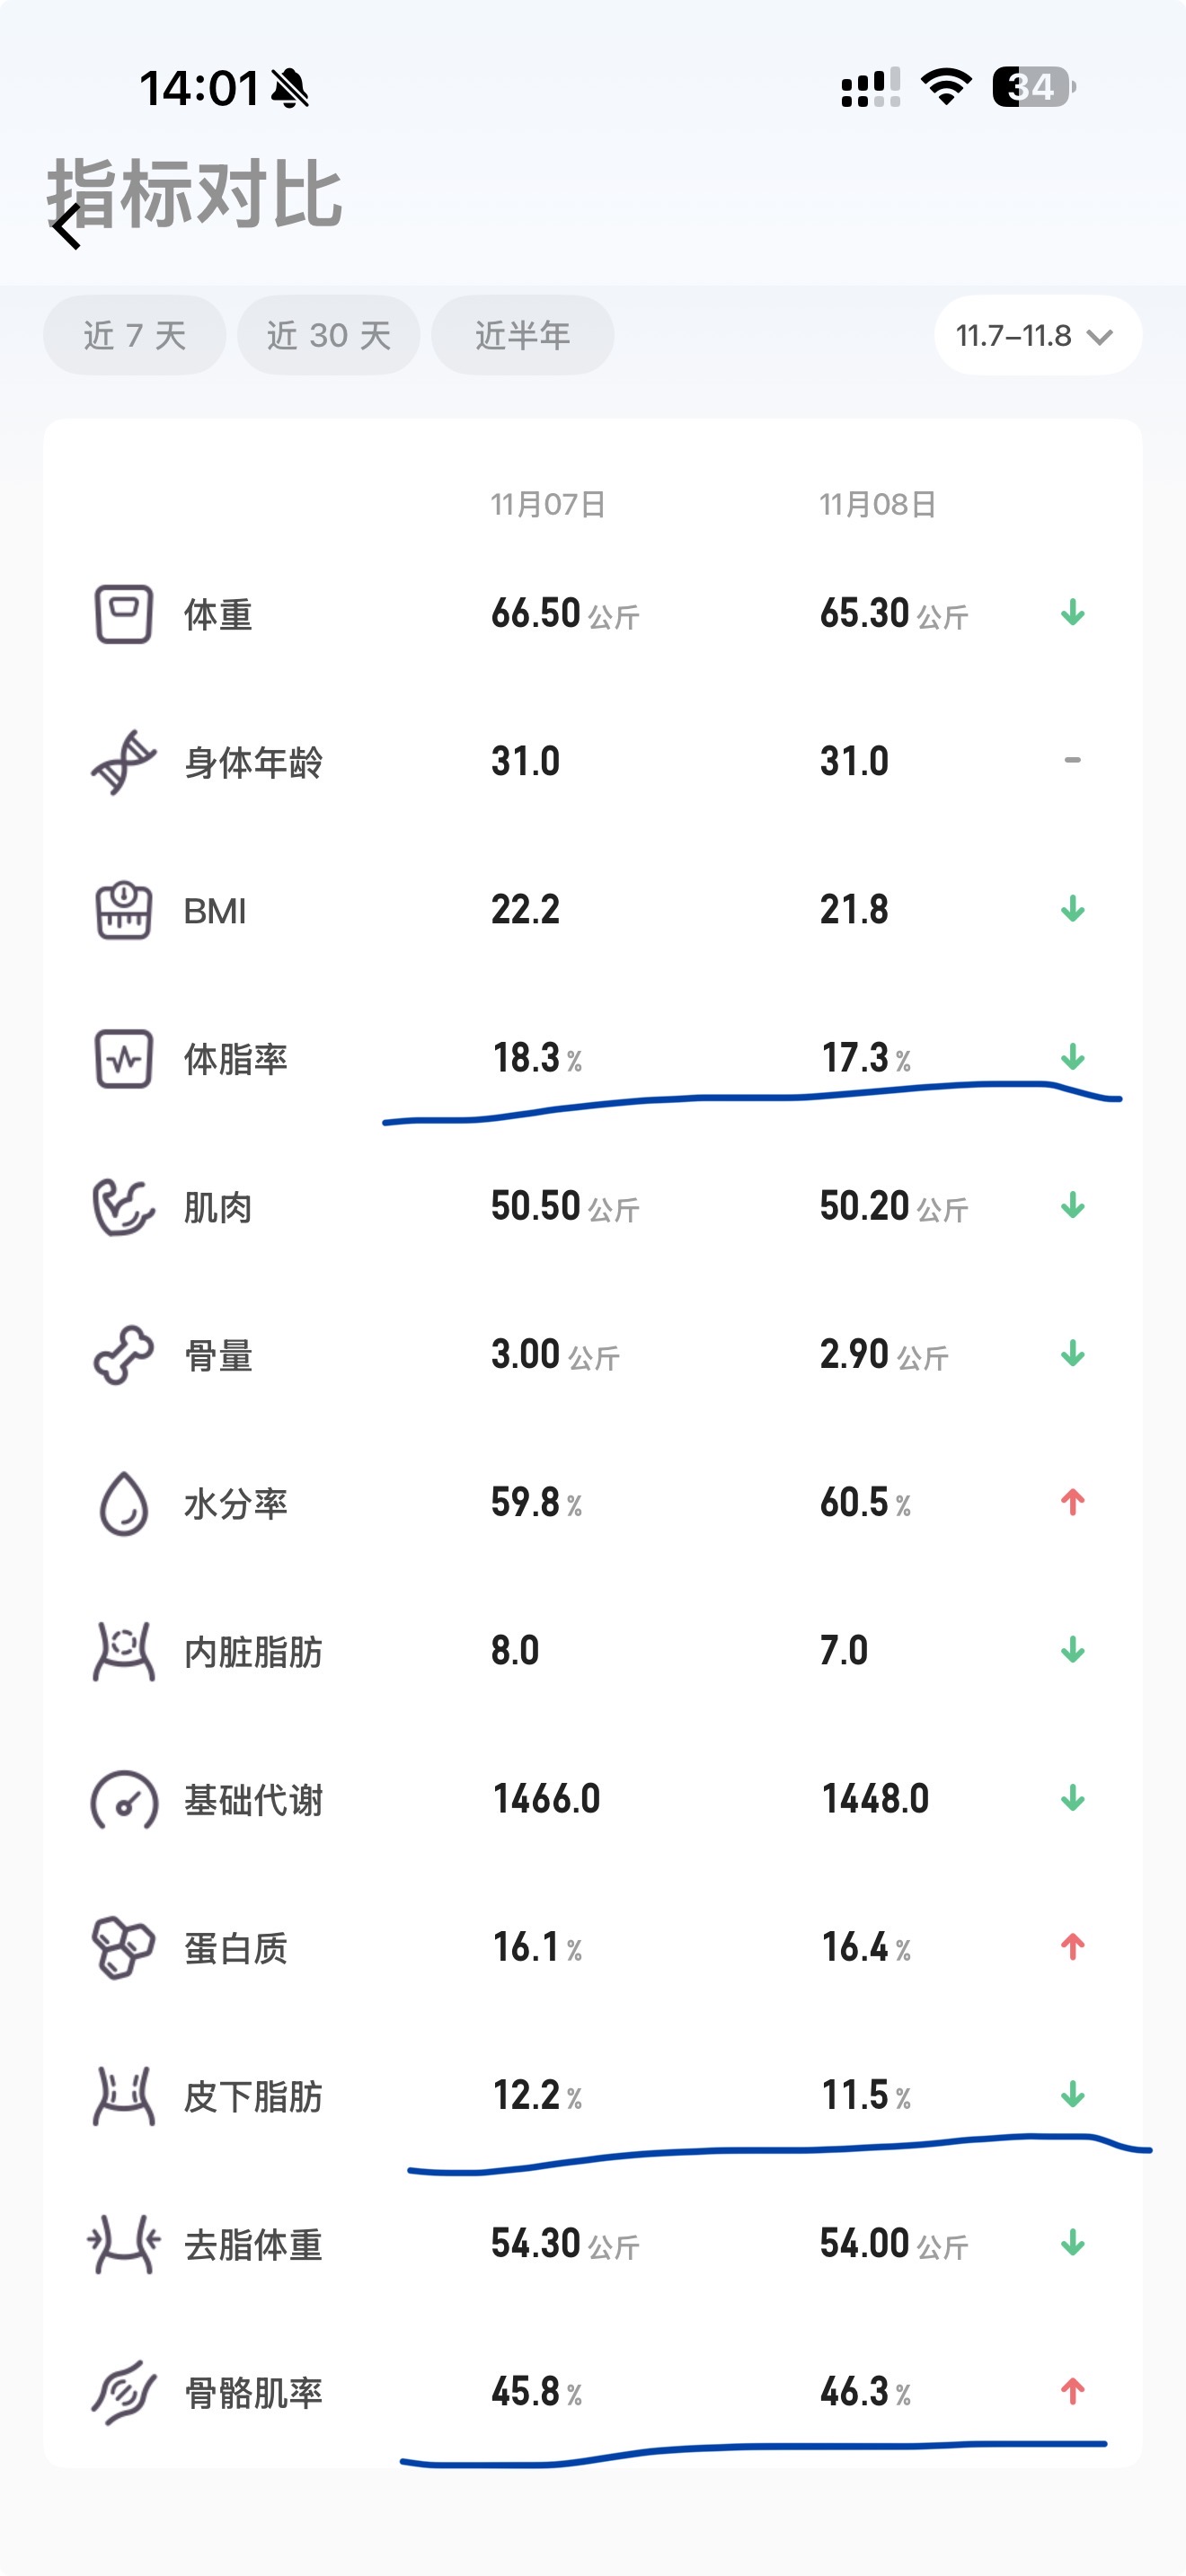 14:01 34
指标对比
近 7 天 近 30 天 近半年 11.7–11.8
11月07日 11月08日
体重 66.50 公斤 65.30 公斤
身体年龄 31.0 31.0 -
BMI 22.2 21.8
体脂率 18.3 % 17.3 %
肌肉 50.50 公斤 50.20 公斤
骨量 3.00 公斤 2.90 公斤
水分率 59.8 % 60.5 %
内脏脂肪 8.0 7.0
基础代谢 1466.0 1448.0
蛋白质 16.1 % 16.4 %
皮下脂肪 12.2 % 11.5 %
去脂体重 54.30 公斤 54.00 公斤
骨骼肌率 45.8 % 46.3 %